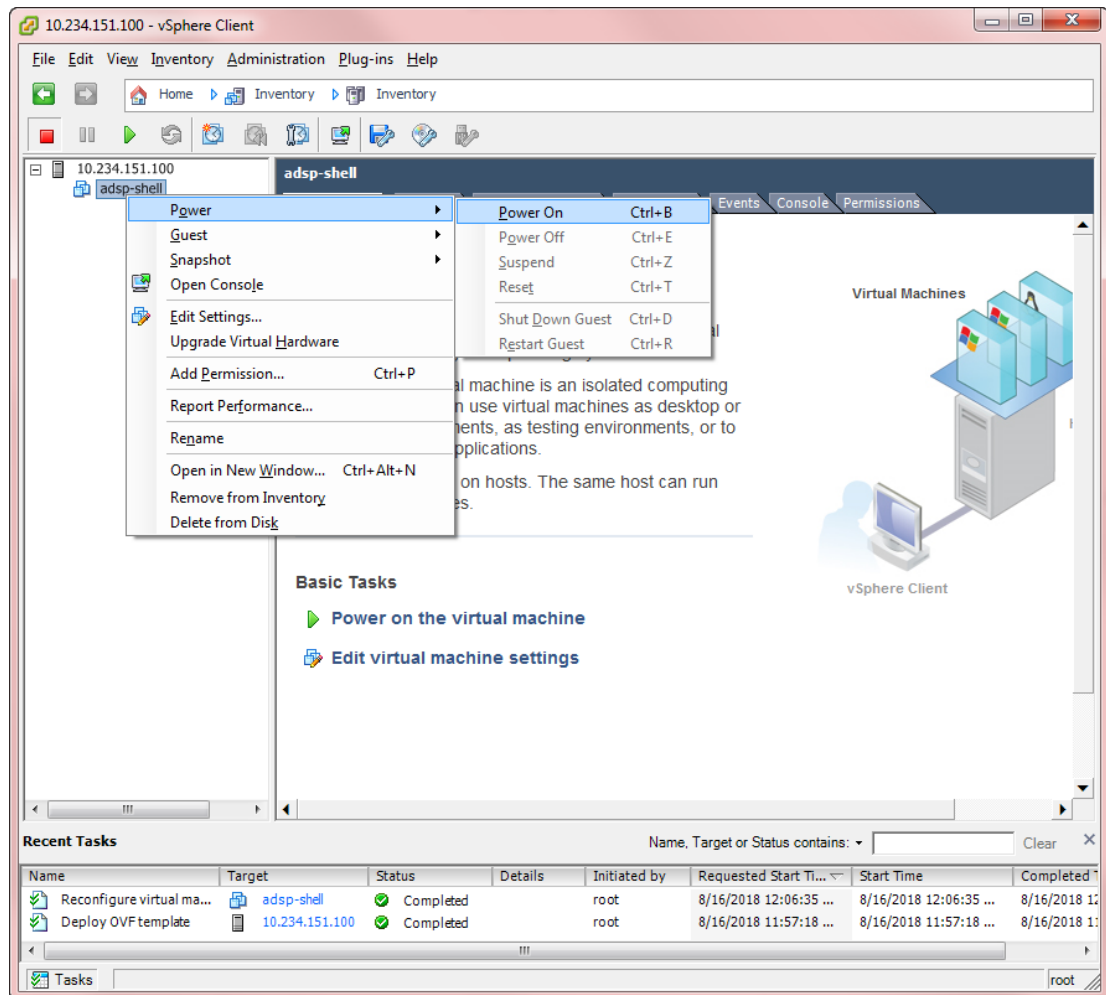 10.234.151.100 - vSphere Client
File Edit View Inventory Administration Plug-ins Help
Home Inventory Inventory
10.234.151.100
adsp-shell
adsp-shell
Events Console Permissions
Power
Guest
Snapshot
Open Console
Edit Settings...
Upgrade Virtual Hardware
Add Permission... Ctrl+P
Report Performance...
Rename
Open in New Window... Ctrl+Alt+N
Remove from Inventory
Delete from Disk
Power On Ctrl+B
Power Off Ctrl+E
Suspend Ctrl+Z
Reset Ctrl+T
Shut Down Guest Ctrl+D
Restart Guest Ctrl+R
machine is an isolated computing
use virtual machines as desktop or
as testing environments, or to
on hosts. The same host can run
Virtual Machines
vSphere Client
Basic Tasks
Power on the virtual machine
Edit virtual machine settings
Recent Tasks
Name, Target or Status contains: Clear
Name Target Status Details Initiated by Requested Start Ti... Start Time Completed
Reconfigure virtual ma... adsp-shell Completed root 8/16/2018 12:06:35 ... 8/16/2018 12:06:35 ... 8/16/2018
Deploy OVF template 10.234.151.100 Completed root 8/16/2018 11:57:18 ... 8/16/2018 11:57:18 ... 8/16/2018
Tasks
root